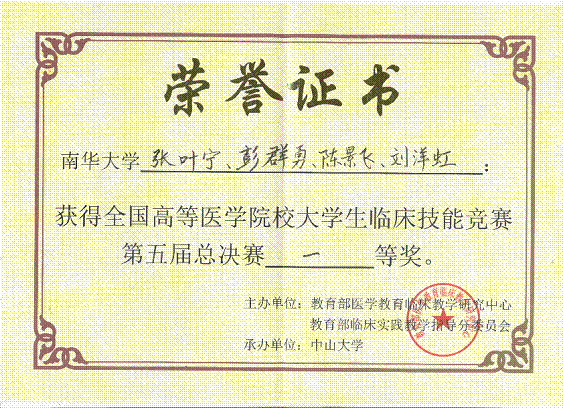 荣誉证书
南华大学张叶宁、彭群勇、陈景飞、刘洋虹：
获得全国高等医学院校大学生临床技能竞赛
第五届总决赛一等奖。
主办单位：教育部医学教育临床教学研究中心
教育部临床实践教学指导分委员会
承办单位：中山大学